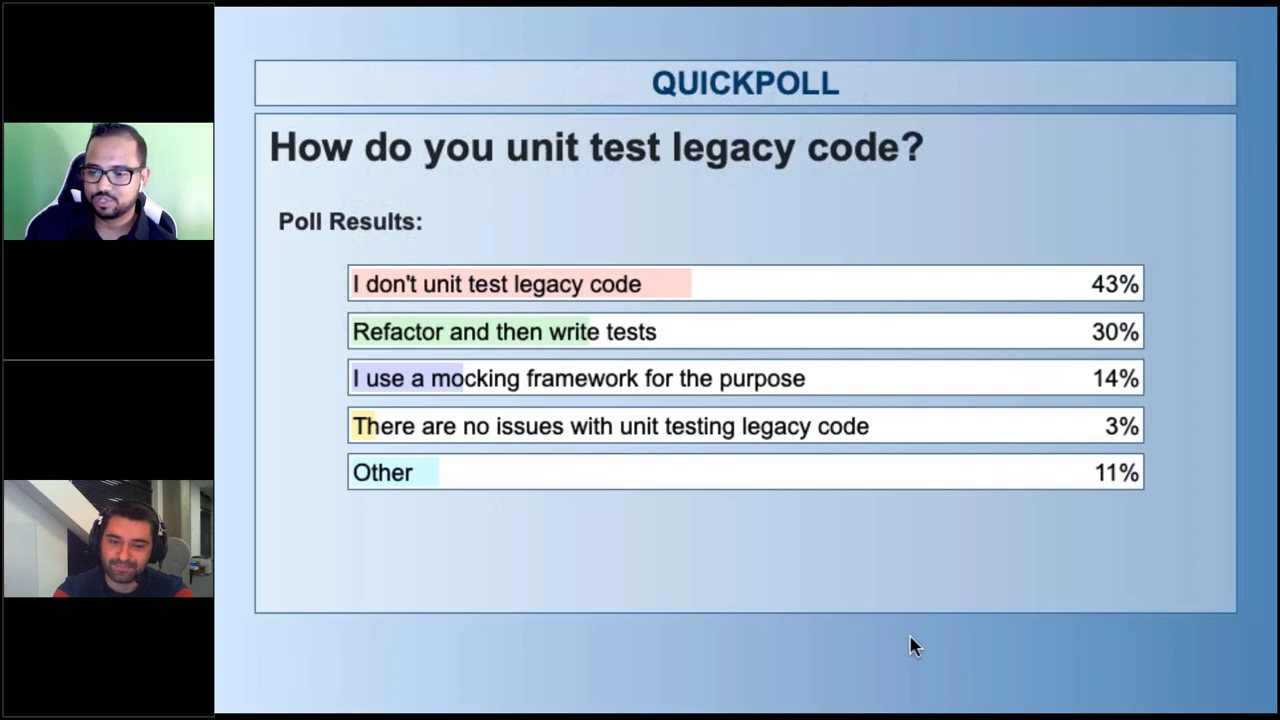 QUICKPOLL
How do you unit test legacy code?
Poll Results:
I don't unit test legacy code 43%
Refactor and then write tests 30%
I use a mocking framework for the purpose 14%
There are no issues with unit testing legacy code 3%
Other 11%